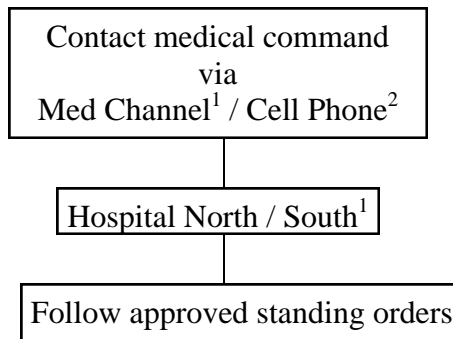 Contact medical command
via
Med Channel¹ / Cell Phone²
Hospital North / South¹
Follow approved standing orders